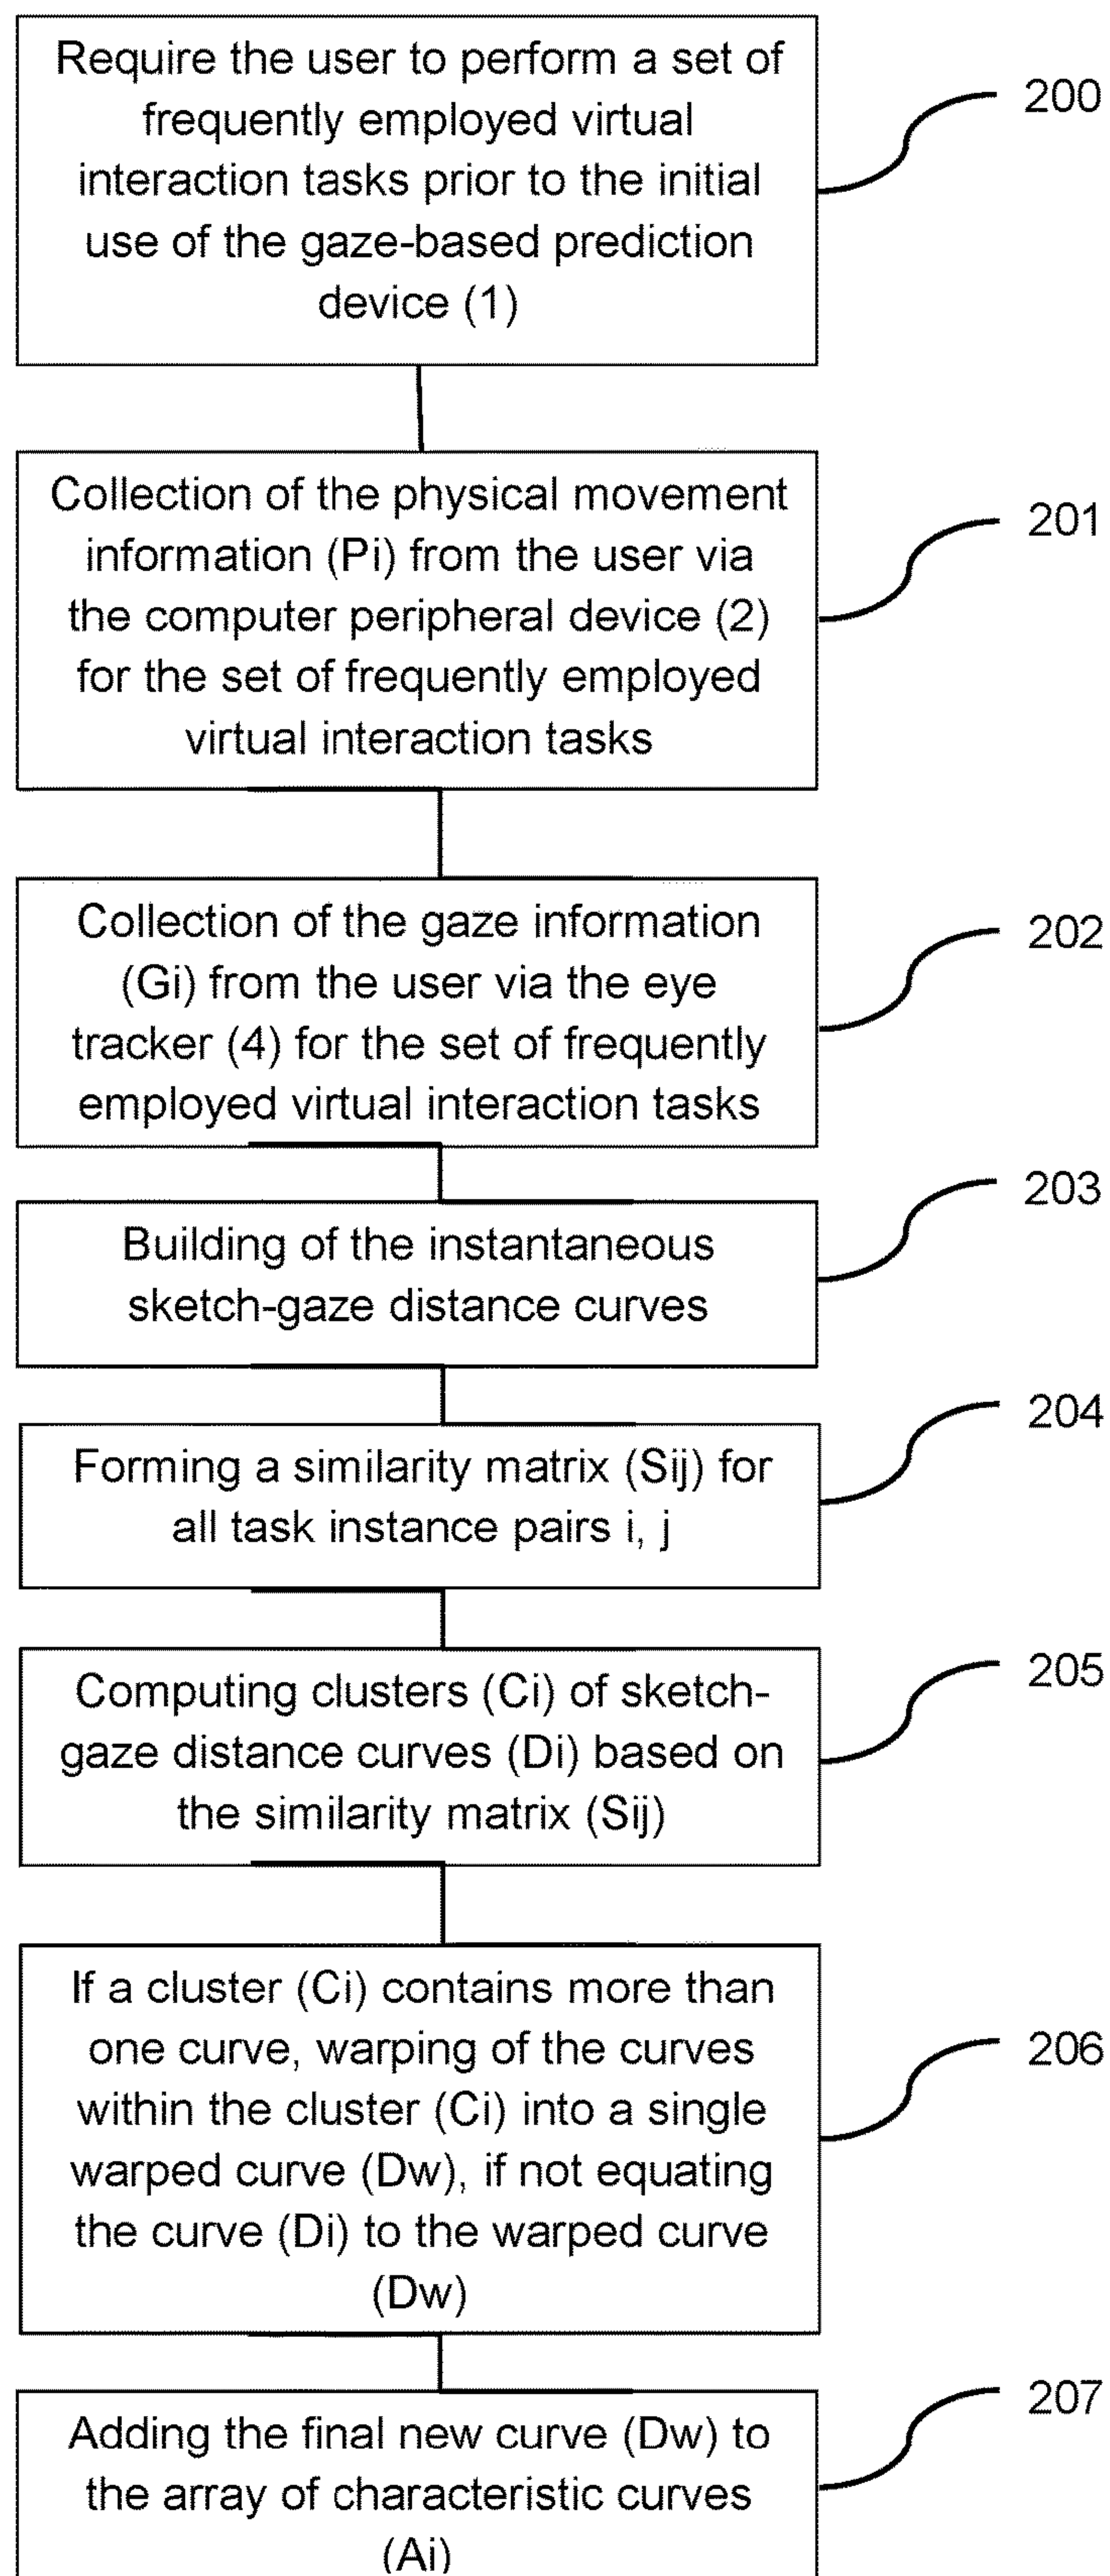 Require the user to perform a set of
frequently employed virtual
interaction tasks prior to the initial
use of the gaze-based prediction
device (1)
200
Collection of the physical movement
information (Pi) from the user via
the computer peripheral device (2)
for the set of frequently employed
virtual interaction tasks
201
Collection of the gaze information
(Gi) from the user via the eye
tracker (4) for the set of frequently
employed virtual interaction tasks
202
Building of the instantaneous
sketch-gaze distance curves
203
Forming a similarity matrix (Sij) for
all task instance pairs i, j
204
Computing clusters (Ci) of sketch-
gaze distance curves (Di) based on
the similarity matrix (Sij)
205
If a cluster (Ci) contains more than
one curve, warping of the curves
within the cluster (Ci) into a single
warped curve (Dw), if not equating
the curve (Di) to the warped curve
(Dw)
206
Adding the final new curve (Dw) to
the array of characteristic curves
(Ai)
207